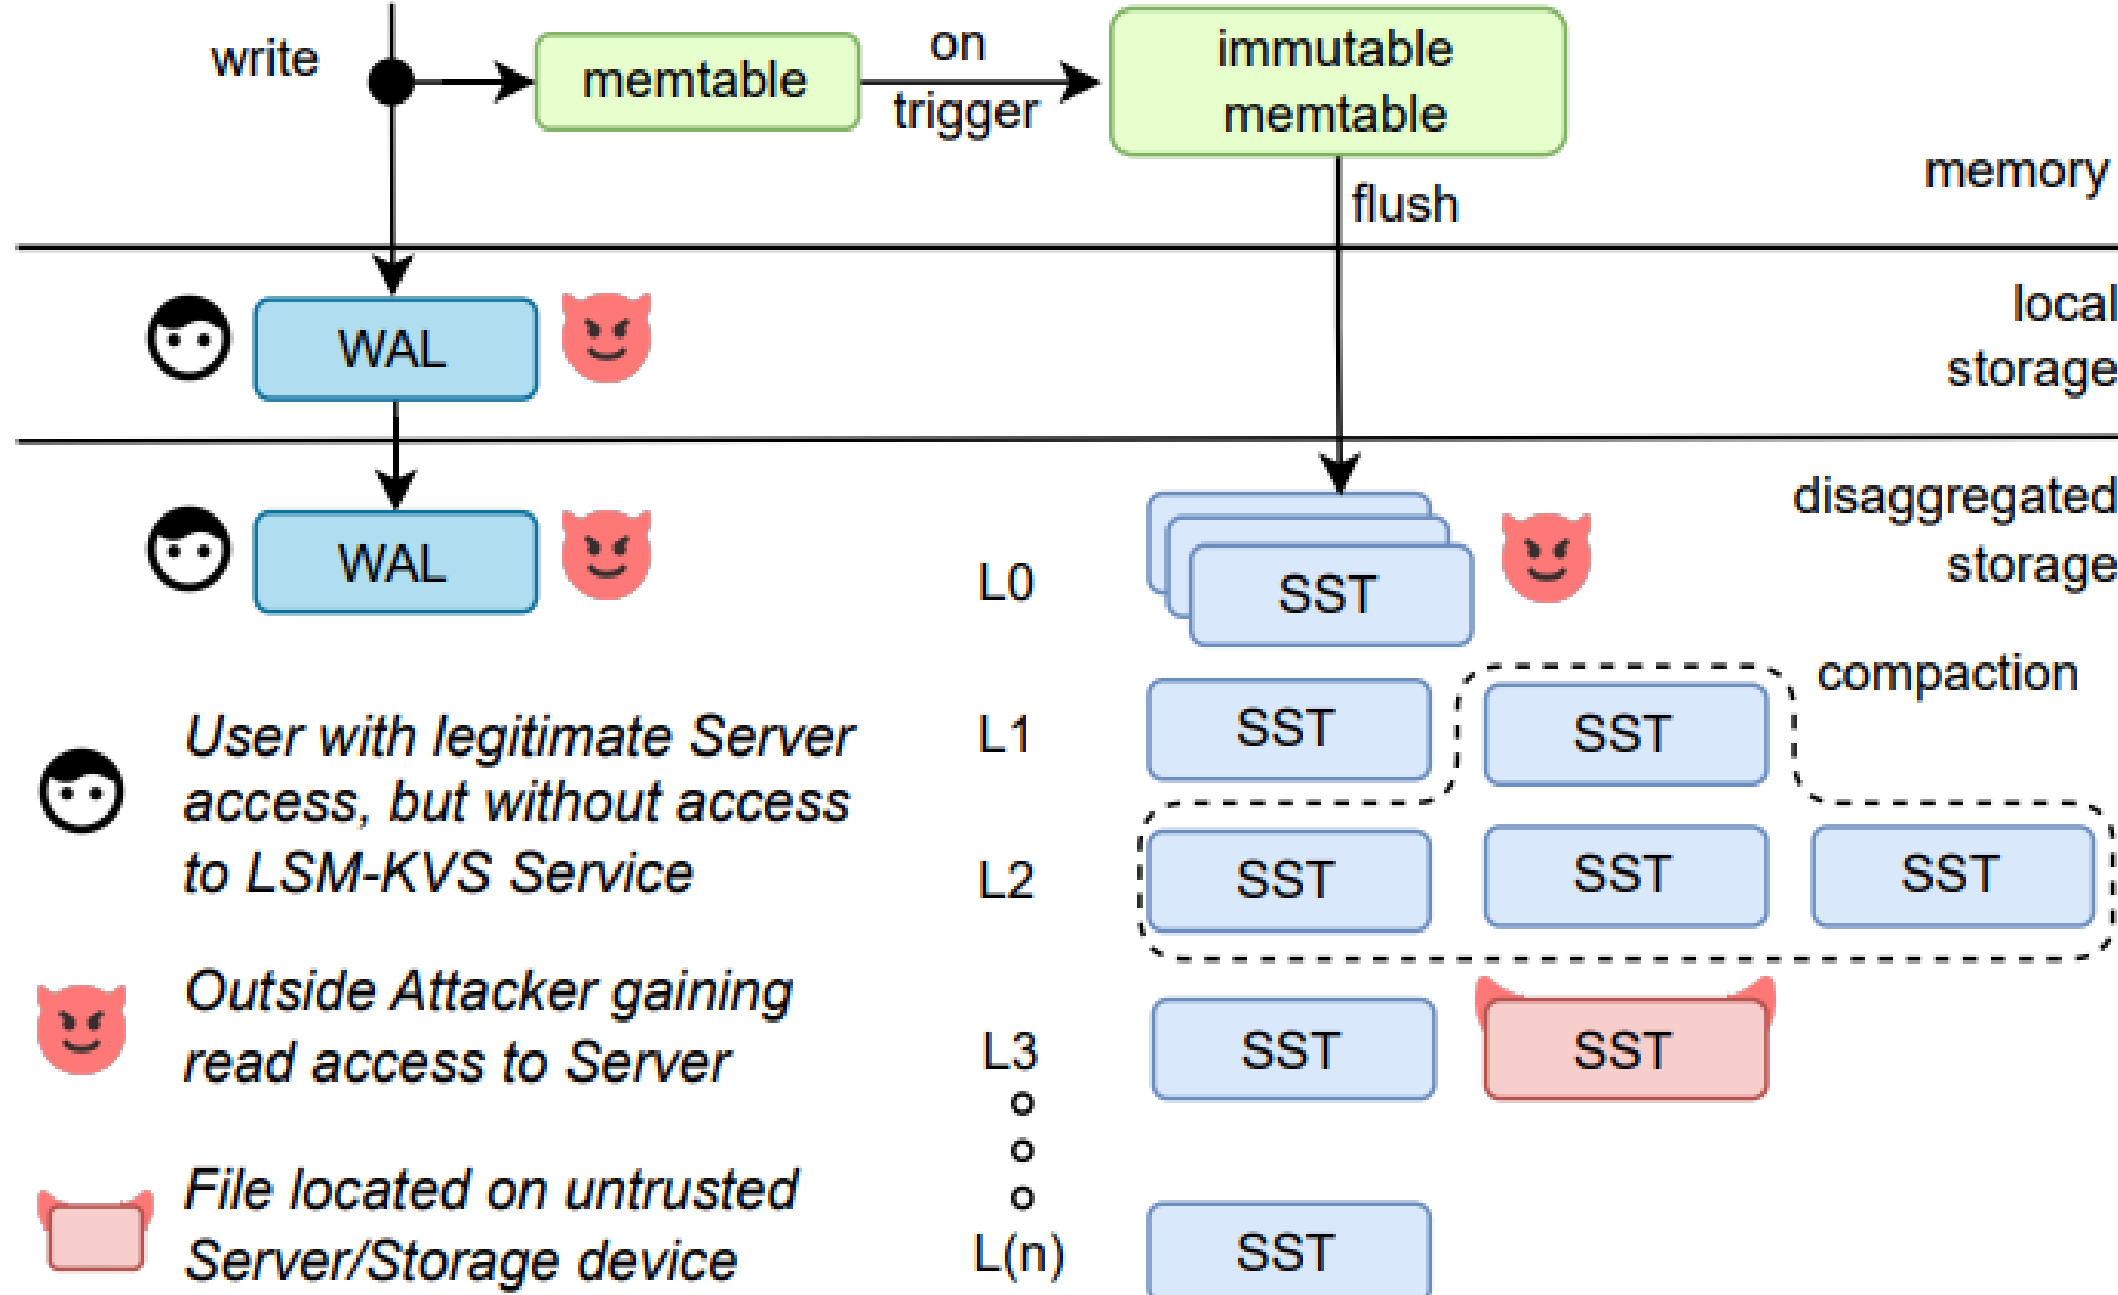 write
memtable
on
trigger
immutable
memtable
memory
flush
WAL
local
storage
WAL
disaggregated
storage
L0
SST
compaction
L1
SST
SST
L2
SST
SST
SST
L3
SST
SST
L(n)
SST
User with legitimate Server
access, but without access
to LSM-KVS Service
Outside Attacker gaining
read access to Server
File located on untrusted
Server/Storage device